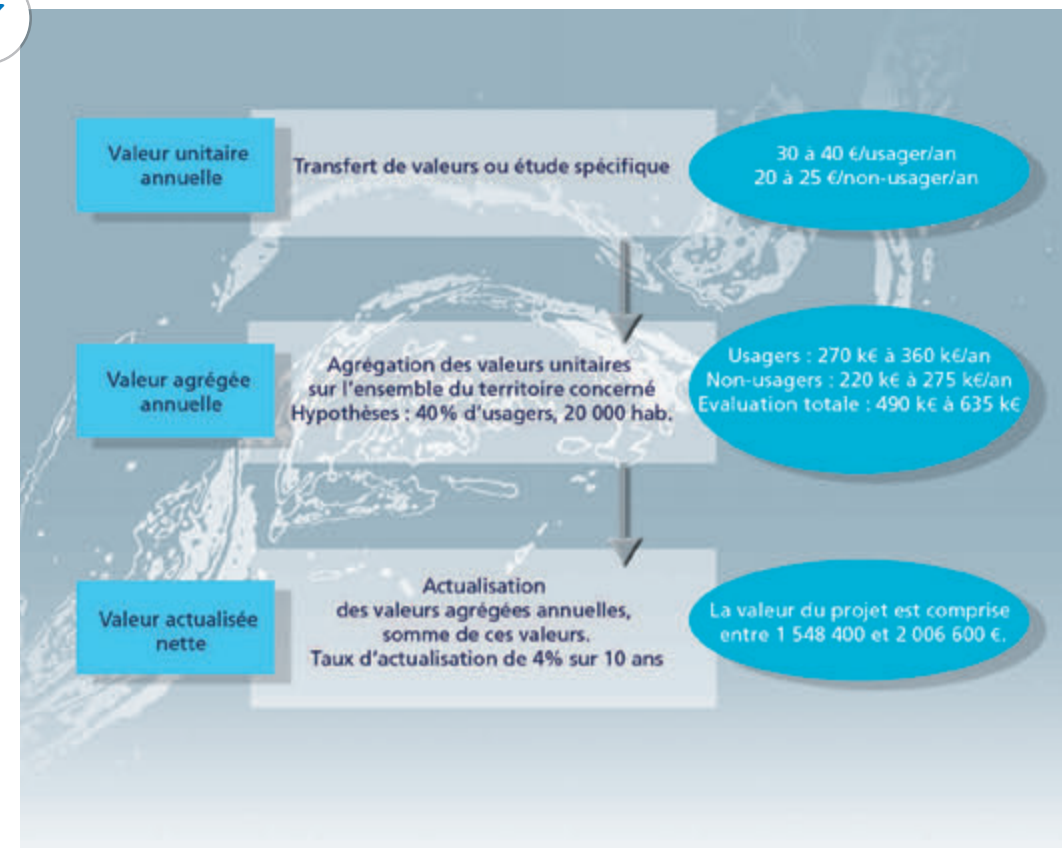 Valeur unitaire
annuelle
Transfert de valeurs ou étude spécifique
30 à 40 €/usager/an
20 à 25 €/non-usager/an
Valeur agrégée
annuelle
Agrégation des valeurs unitaires
sur l'ensemble du territoire concerné
Hypothèses : 40% d'usagers, 20 000 hab.
Usagers : 270 k€ à 360 k€/an
Non-usagers : 220 k€ à 275 k€/an
Evaluation totale : 490 k€ à 635 k€
Valeur actualisée
nette
Actualisation
des valeurs agrégées annuelles,
somme de ces valeurs.
Taux d'actualisation de 4% sur 10 ans
La valeur du projet est comprise
entre 1 548 400 et 2 006 600 €.